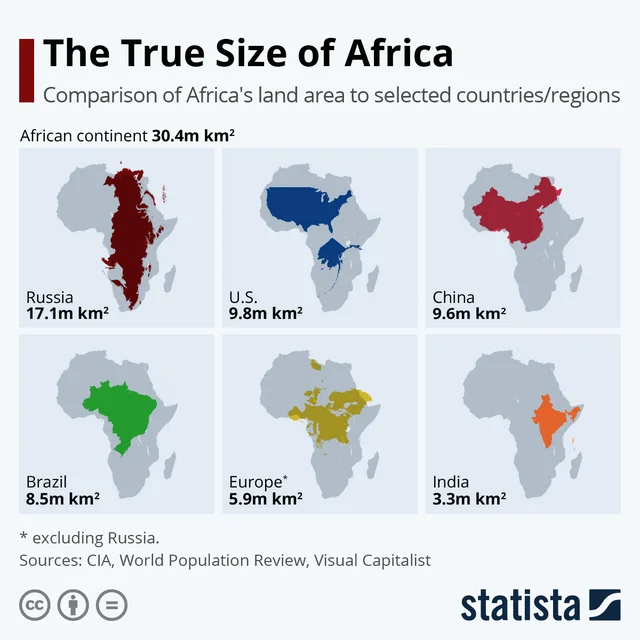 The True Size of Africa
Comparison of Africa's land area to selected countries/regions
African continent 30.4m km²
Russia
17.1m km²
U.S.
9.8m km²
China
9.6m km²
Brazil
8.5m km²
Europe*
5.9m km²
India
3.3m km²
* excluding Russia.
Sources: CIA, World Population Review, Visual Capitalist
cc
statista